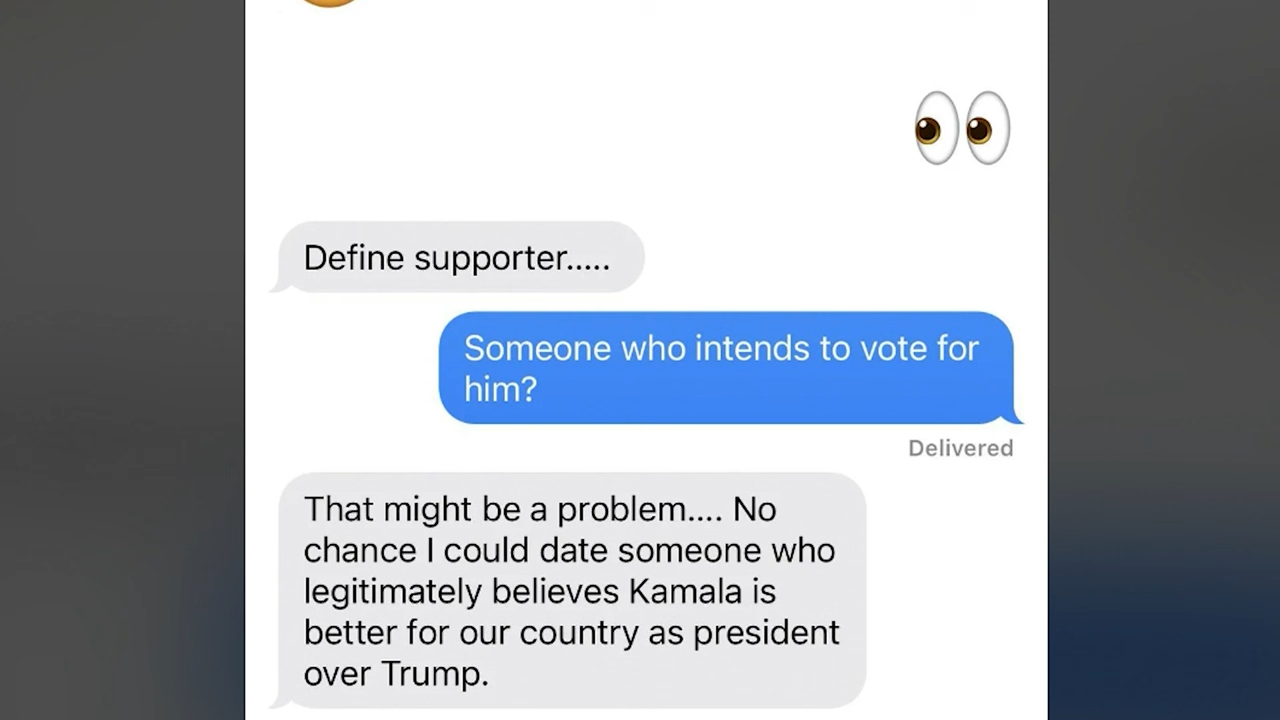 Define supporter.....
Someone who intends to vote for
him?
Delivered
That might be a problem.... No
chance I could date someone who
legitimately believes Kamala is
better for our country as president
over Trump.